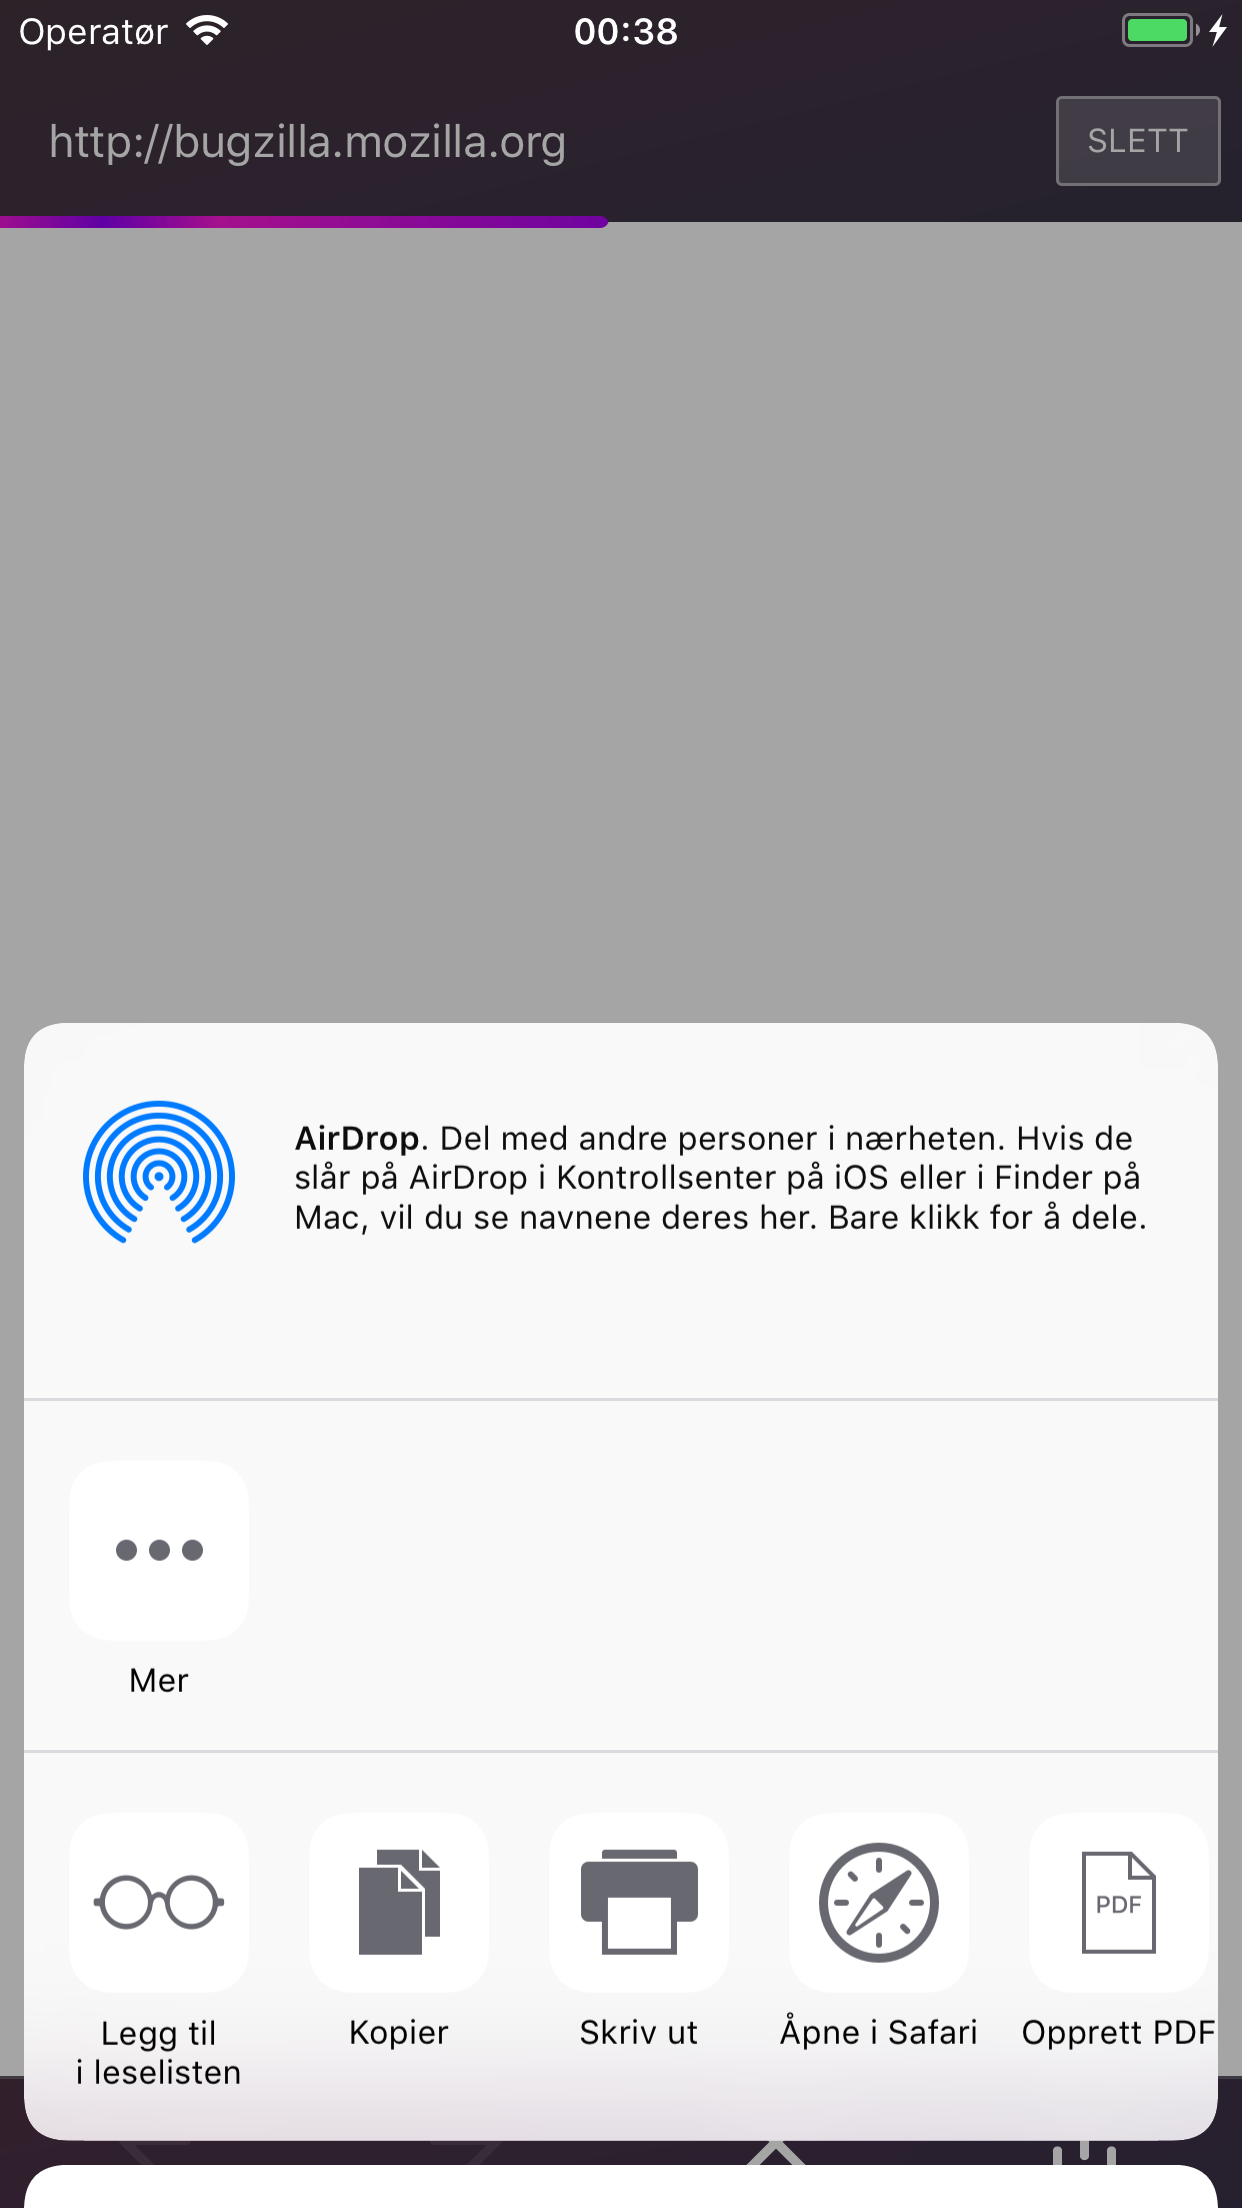 Operatør 00:38
http://bugzilla.mozilla.org SLETT
AirDrop. Del med andre personer i nærheten. Hvis de
slår på AirDrop i Kontrollsenter på iOS eller i Finder på
Mac, vil du se navnene deres her. Bare klikk for å dele.
Mer
PDF
Legg til
i leselisten
Kopier
Skriv ut
Åpne i Safari
Opprett PDF